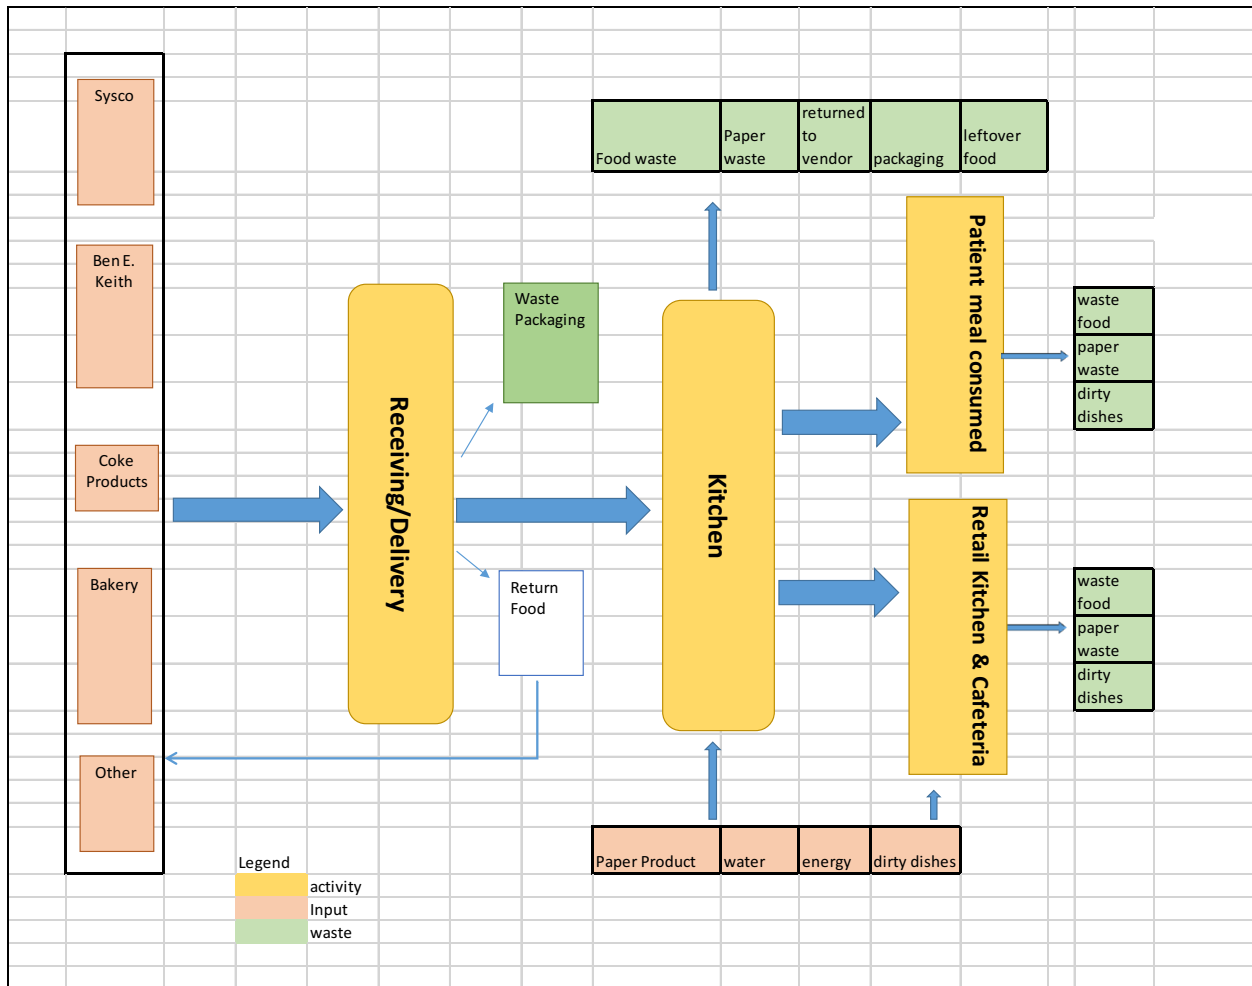 Sysco
Ben E.
Keith
Coke
Products
Bakery
Other
Receiving/Delivery
Waste
Packaging
Return
Food
Kitchen
Food waste
Paper
waste
returned
to
vendor
packaging
leftover
food
Patient meal consumed
waste
food
paper
waste
dirty
dishes
Retail Kitchen & Cafeteria
waste
food
paper
waste
dirty
dishes
Paper Product
water
energy
dirty dishes
Legend
activity
Input
waste